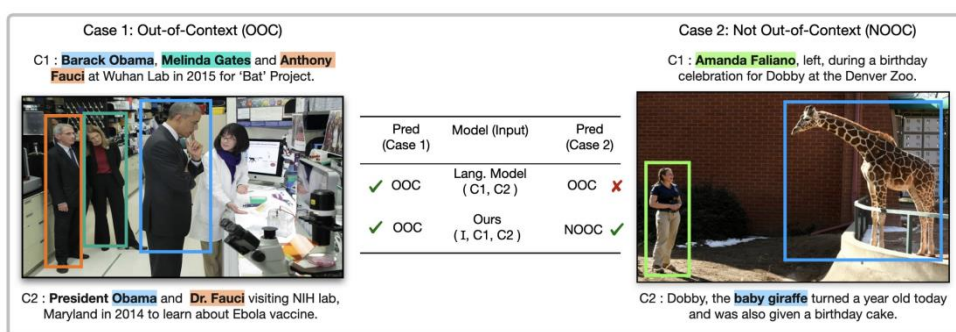 Case 1: Out-of-Context (OOC)
C1 : Barack Obama, Melinda Gates and Anthony
Fauci at Wuhan Lab in 2015 for 'Bat' Project.
C2 : President Obama and Dr. Fauci visiting NIH lab,
Maryland in 2014 to learn about Ebola vaccine.
Pred
(Case 1)
Model (Input)
Pred
(Case 2)
✓ OOC
Lang. Model
( C1, C2 )
OOC ✗
✓ OOC
Ours
( I, C1, C2 )
NOOC ✓
Case 2: Not Out-of-Context (NOOC)
C1 : Amanda Faliano, left, during a birthday
celebration for Dobby at the Denver Zoo.
C2 : Dobby, the baby giraffe turned a year old today
and was also given a birthday cake.